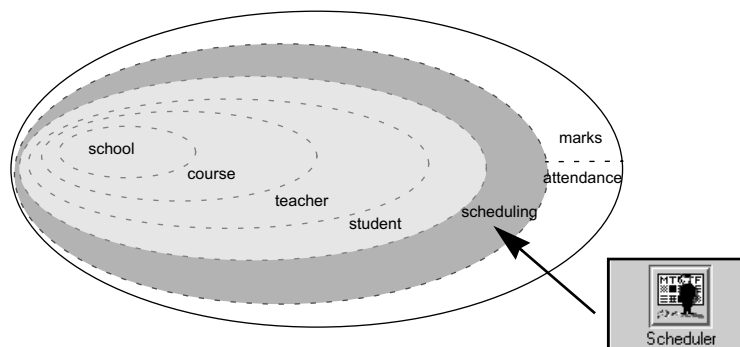 marks
school
attendance
course
teacher
scheduling
student
Scheduler